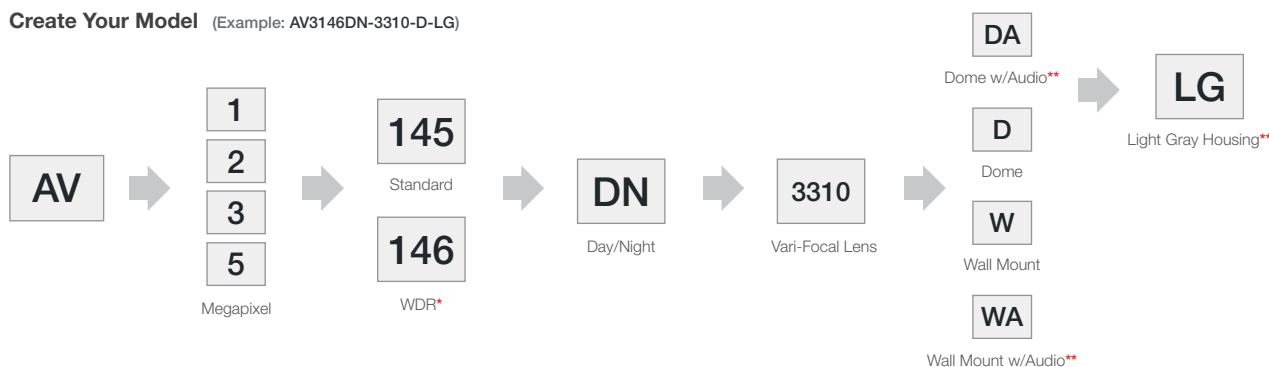 Create Your Model (Example: AV3146DN-3310-D-LG)
AV
1
2
3
5
Megapixel
145
Standard
146
WDR*
DN
Day/Night
3310
Vari-Focal Lens
DA
Dome w/Audio**
D
Dome
W
Wall Mount
WA
Wall Mount w/Audio**
LG
Light Gray Housing**